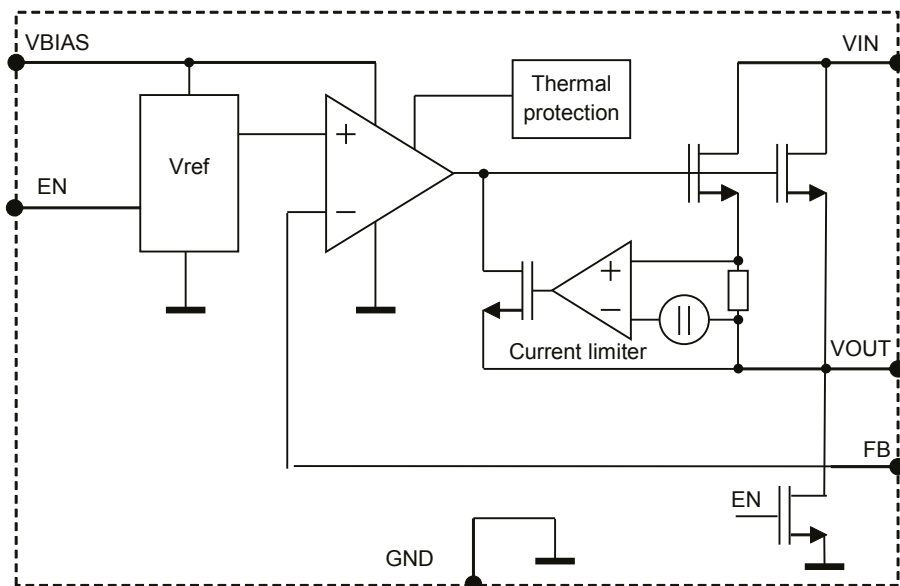 VBIAS
VIN
Thermal
protection
+
Vref
EN
−
+
−
Current limiter
VOUT
FB
EN
GND